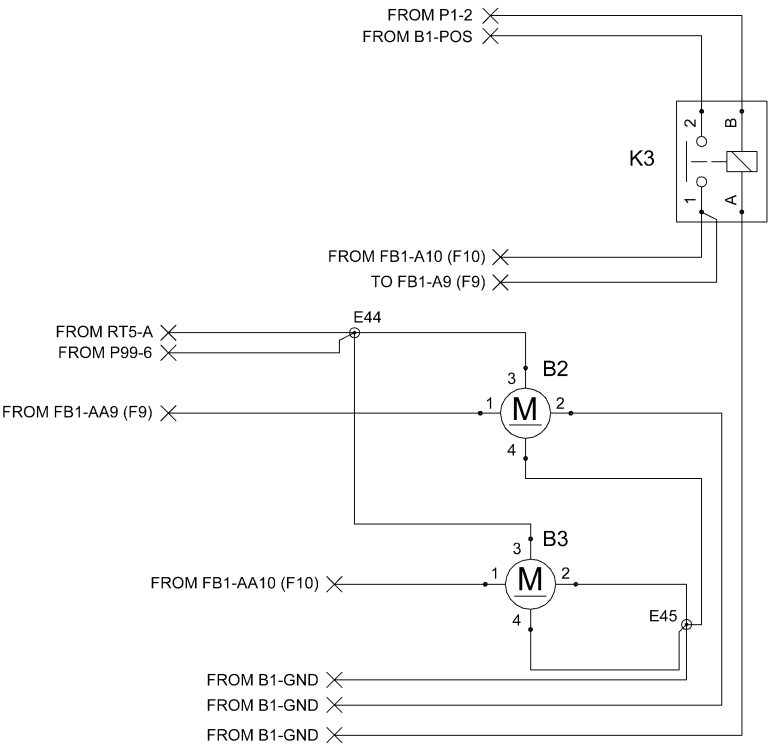 FROM P1-2
FROM B1-POS
2
B
K3
1
A
FROM FB1-A10 (F10)
TO FB1-A9 (F9)
E44
FROM RT5-A
FROM P99-6
B2
3
FROM FB1-AA9 (F9)
1
M
2
4
B3
3
FROM FB1-AA10 (F10)
1
M
2
4
E45
FROM B1-GND
FROM B1-GND
FROM B1-GND